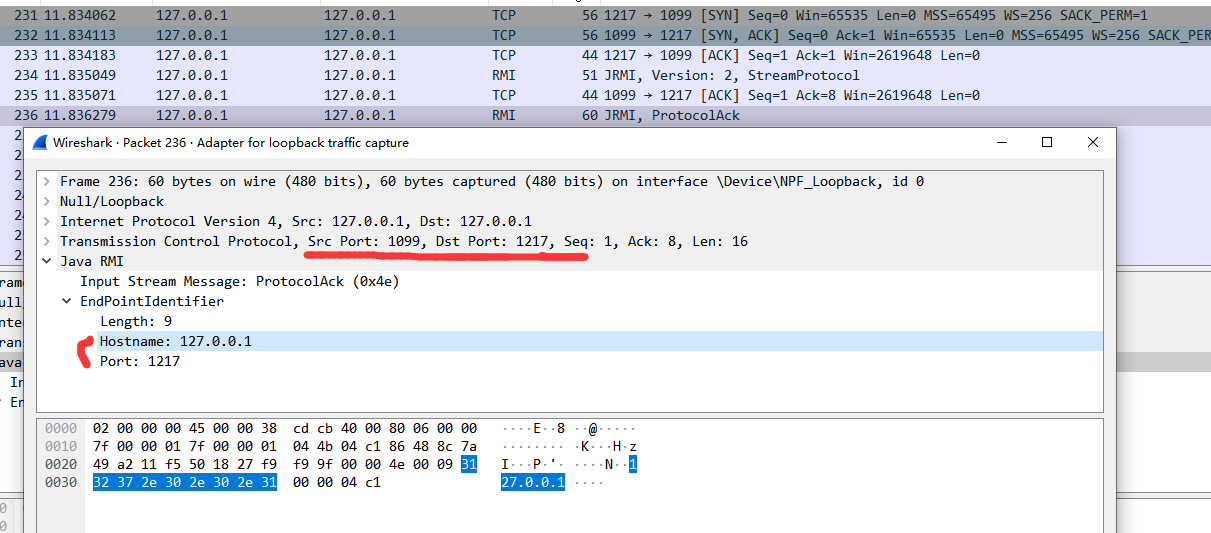 231 11.834062 127.0.0.1 127.0.0.1 TCP 56 1217 → 1099 [SYN] Seq=0 Win=65535 Len=0 MSS=65495 WS=256 SACK_PERM=1
232 11.834113 127.0.0.1 127.0.0.1 TCP 56 1099 → 1217 [SYN, ACK] Seq=0 Ack=1 Win=65535 Len=0 MSS=65495 WS=256 SACK_PER
233 11.834183 127.0.0.1 127.0.0.1 TCP 44 1217 → 1099 [ACK] Seq=1 Ack=1 Win=2619648 Len=0
234 11.835049 127.0.0.1 127.0.0.1 RMI 51 JRMI, Version: 2, StreamProtocol
235 11.835071 127.0.0.1 127.0.0.1 TCP 44 1099 → 1217 [ACK] Seq=1 Ack=8 Win=2619648 Len=0
236 11.836279 127.0.0.1 127.0.0.1 RMI 60 JRMI, ProtocolAck
Wireshark · Packet 236 · Adapter for loopback traffic capture
Frame 236: 60 bytes on wire (480 bits), 60 bytes captured (480 bits) on interface \Device\NPF_Loopback, id 0
Null/Loopback
Internet Protocol Version 4, Src: 127.0.0.1, Dst: 127.0.0.1
Transmission Control Protocol, Src Port: 1099, Dst Port: 1217, Seq: 1, Ack: 8, Len: 16
Java RMI
Input Stream Message: ProtocolAck (0x4e)
EndPointIdentifier
Length: 9
Hostname: 127.0.0.1
Port: 1217
0000 02 00 00 00 45 00 00 38 cd cb 40 00 80 06 00 00 ····E··8 ··@·····
0010 7f 00 00 01 7f 00 00 01 04 4b 04 c1 86 48 8c 7a ········ ·K···H·z
0020 49 a2 11 f5 50 18 27 f9 f9 9f 00 00 4e 00 09 31 I···P·'· ····N··1
0030 32 37 2e 30 2e 30 2e 31 00 00 04 c1 27.0.0.1 ····